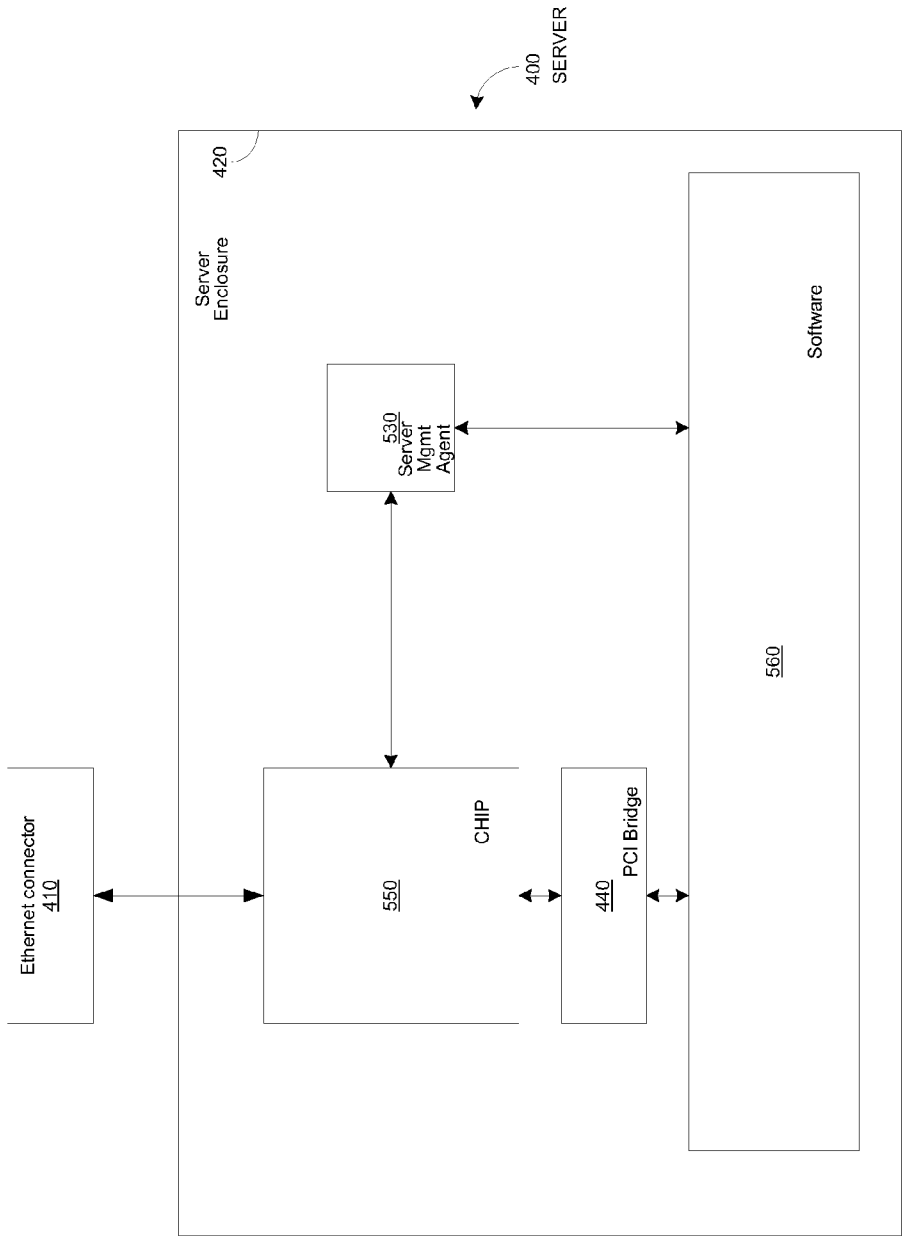 400
SERVER
420
Server
Enclosure
530
Server
Mgmt
Agent
Software
560
Ethernet connector
410
550
CHIP
440
PCI Bridge